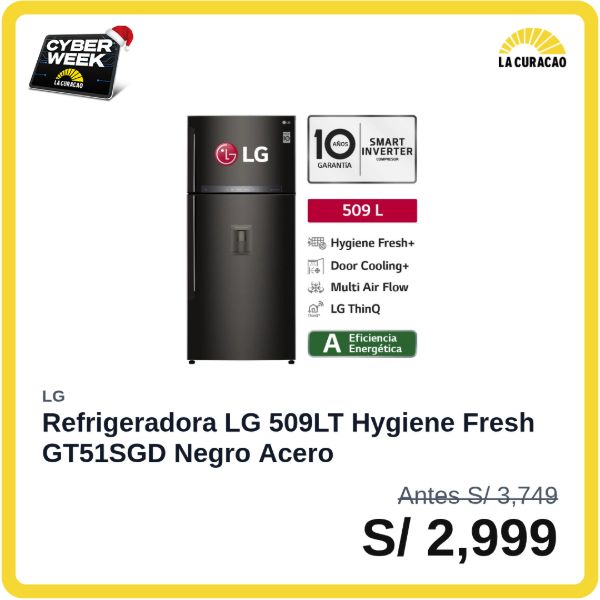 CYBER
WEEK
LA CURACAO
LA CURACAO
LG
10
AÑOS
GARANTÍA
SMART
INVERTER
COMPRESOR
509 L
Hygiene Fresh+
Door Cooling+
Multi Air Flow
LG ThinQ
A Eficiencia
Energética
LG
Refrigeradora LG 509LT Hygiene Fresh
GT51SGD Negro Acero
Antes S/ 3,749
S/ 2,999